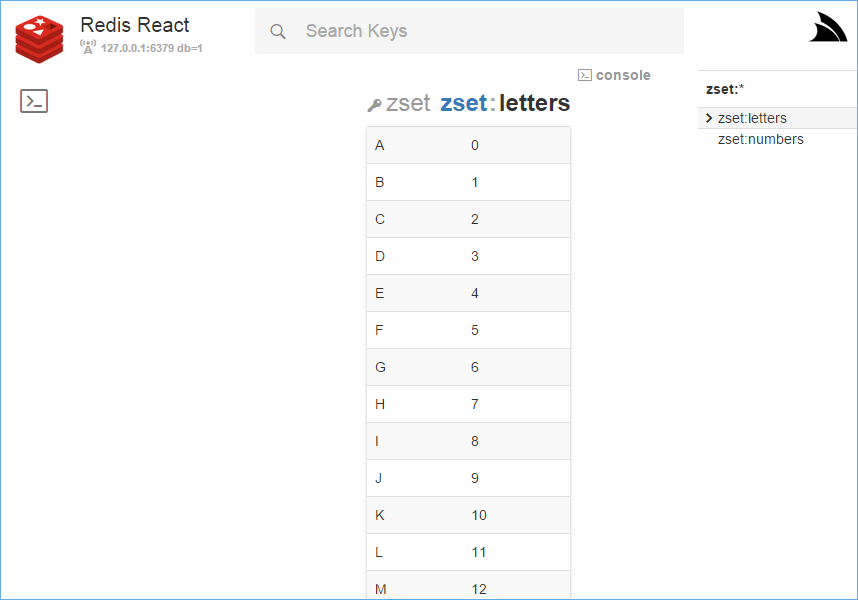 Redis React
127.0.0.1:6379 db=1
Search Keys
console
zset zset:letters
A 0
B 1
C 2
D 3
E 4
F 5
G 6
H 7
I 8
J 9
K 10
L 11
M 12
zset:*
zset:letters
zset:numbers